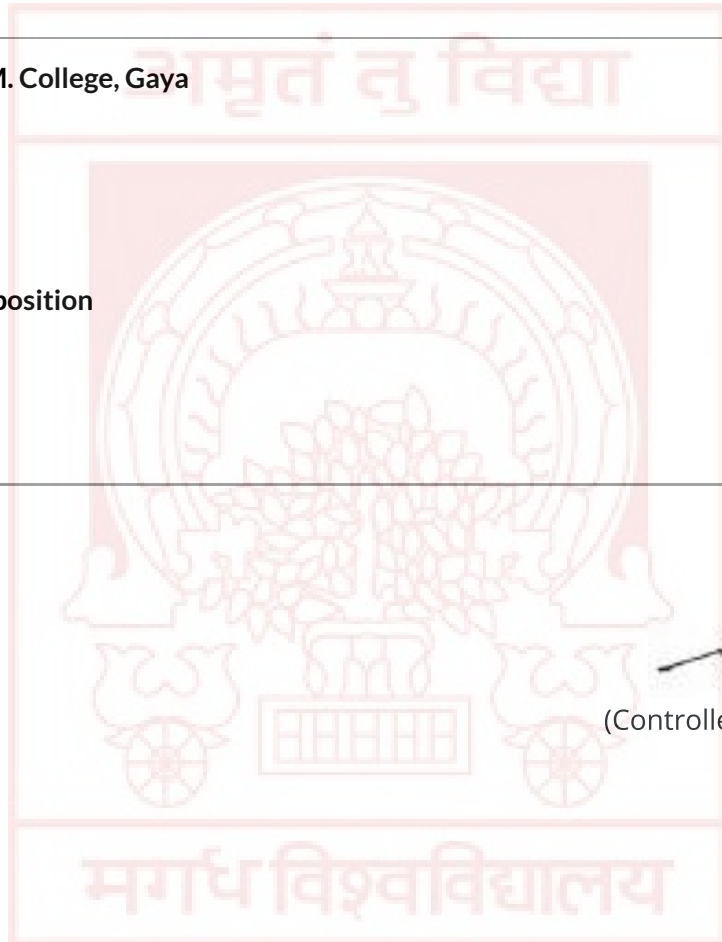 अमृतं तु विद्या
M. College, Gaya
position
(Controlle
मगध विश्वविद्यालय